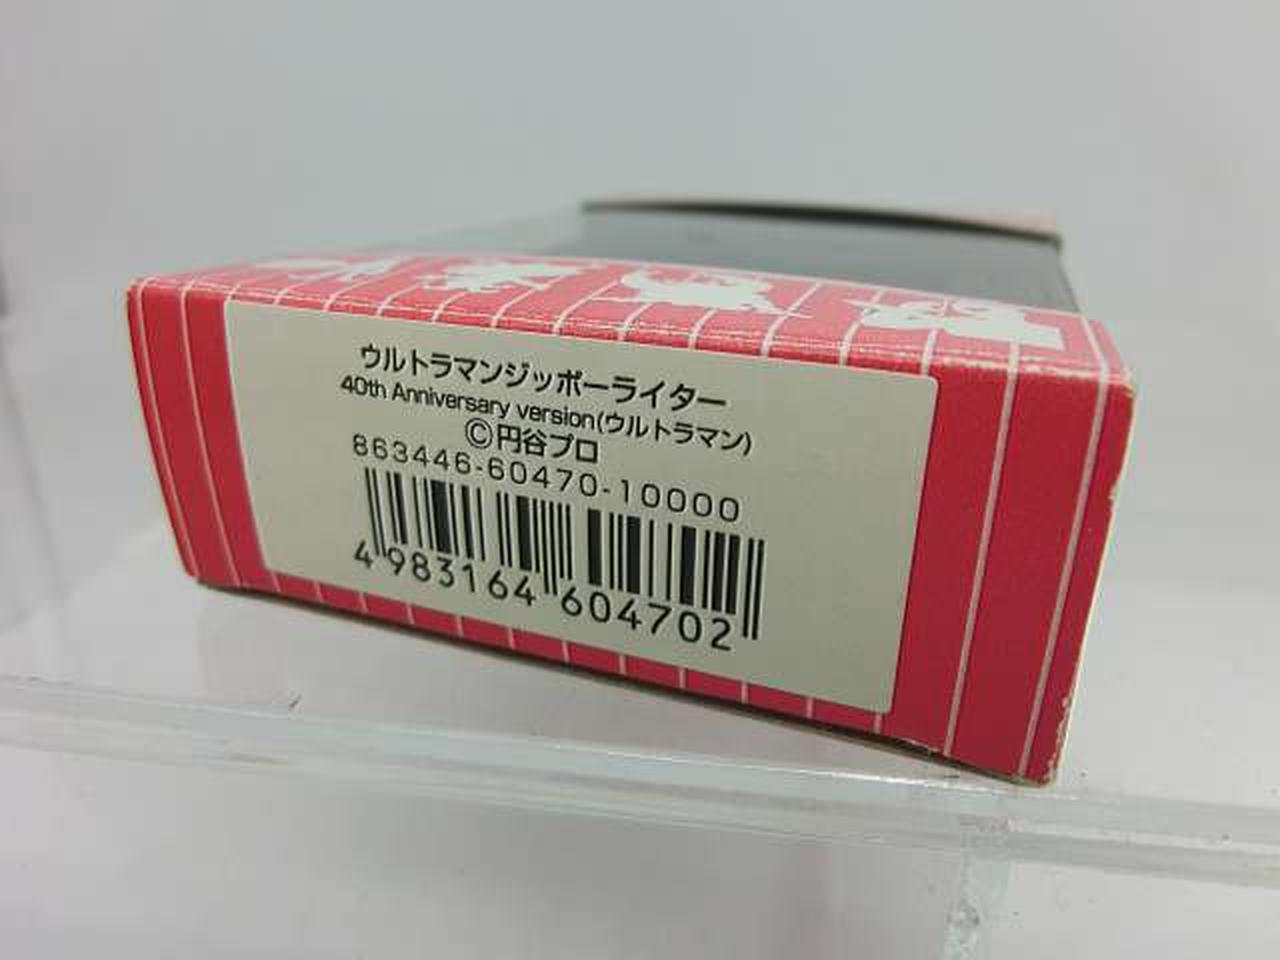 ウルトラマンジッポーライター
40th Anniversary version(ウルトラマン)
©円谷プロ
863446-60470-10000
4 983164 604702